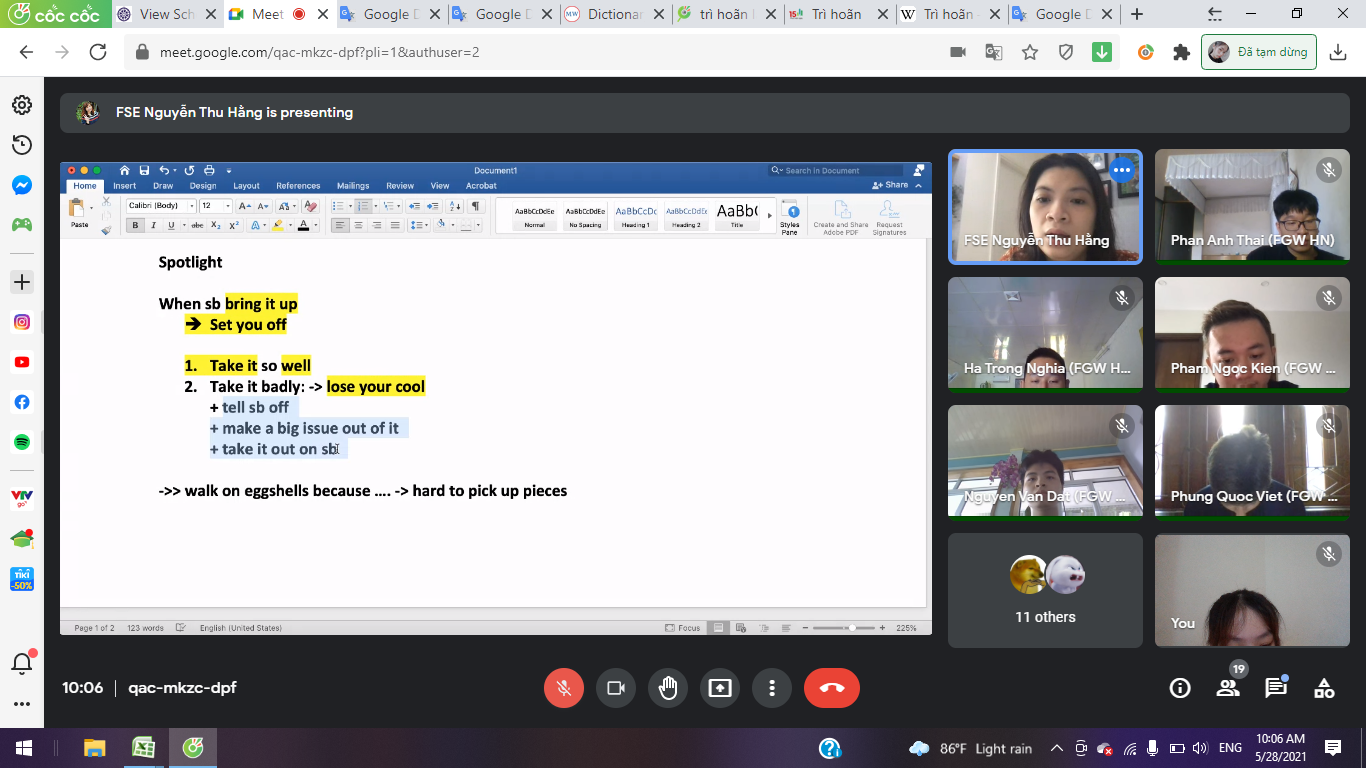 cốc cốc
View Sch
Meet
Google D
Google D
Dictionar
trì hoãn
Trì hoãn
Trì hoãn
Google D
meet.google.com/qac-mkzc-dpf?pli=1&authuser=2
Đã tạm dừng
FSE Nguyễn Thu Hằng is presenting
Document1
Search in Document
Home Insert Draw Design Layout References Mailings Review View Acrobat
Share
Paste
Calibri (Body) 12
AaBbCcDdEe AaBbCcDdEe AaBbCcDc AaBbCcDdEe AaBb(
Normal No Spacing Heading 1 Heading 2 Title
Styles Pane
Create and Share Adobe PDF
Request Signatures
Spotlight
When sb bring it up
➔ Set you off
1. Take it so well
2. Take it badly: -> lose your cool
+ tell sb off
+ make a big issue out of it
+ take it out on sb
->> walk on eggshells because .... -> hard to pick up pieces
Page 1 of 2 123 words English (United States)
Focus
225%
FSE Nguyễn Thu Hằng
Phan Anh Thai (FGW HN)
Ha Trong Nghia (FGW H...
Pham Ngoc Kien (FGW ...
Nguyen Van Dat (FGW ...
Phung Quoc Viet (FGW ...
11 others
You
VTV go
TIKI
-50%
10:06 | qac-mkzc-dpf
19
86°F Light rain
ENG
10:06 AM
5/28/2021